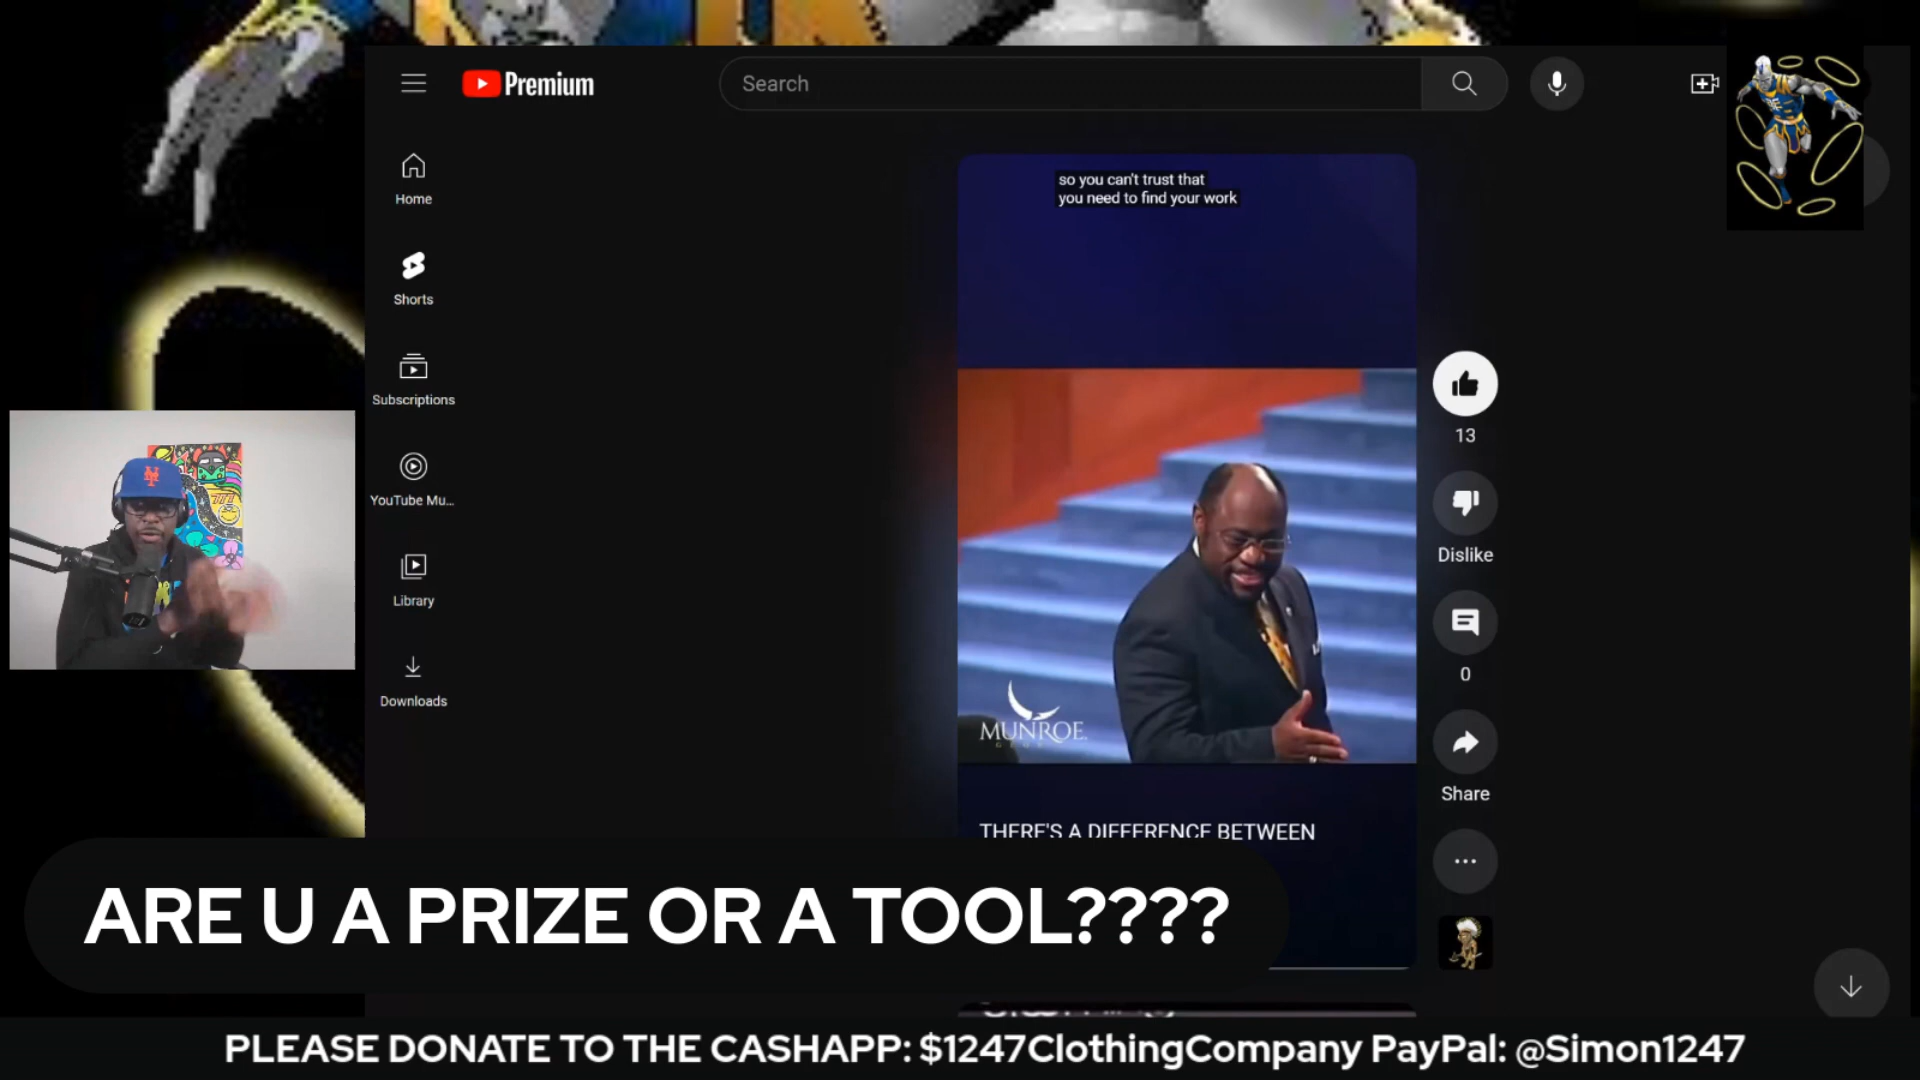 Premium
Search
so you can't trust that
you need to find your work
Home
Shorts
Subscriptions
YouTube Mu...
Library
Downloads
13
Dislike
0
Share
MUNROE
THERE'S A DIFFERENCE BETWEEN
ARE U A PRIZE OR A TOOL????
PLEASE DONATE TO THE CASHAPP: $1247ClothingCompany PayPal: @Simon1247